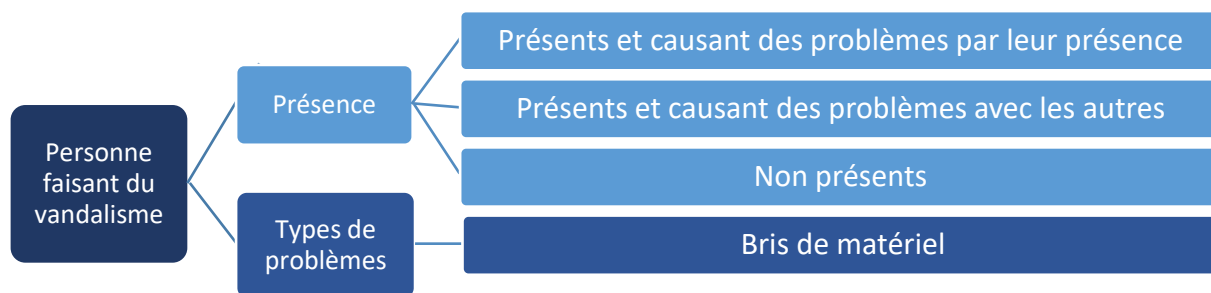 Personne
faisant du
vandalisme
Présence
Présents et causant des problèmes par leur présence
Présents et causant des problèmes avec les autres
Non présents
Types de
problèmes
Bris de matériel